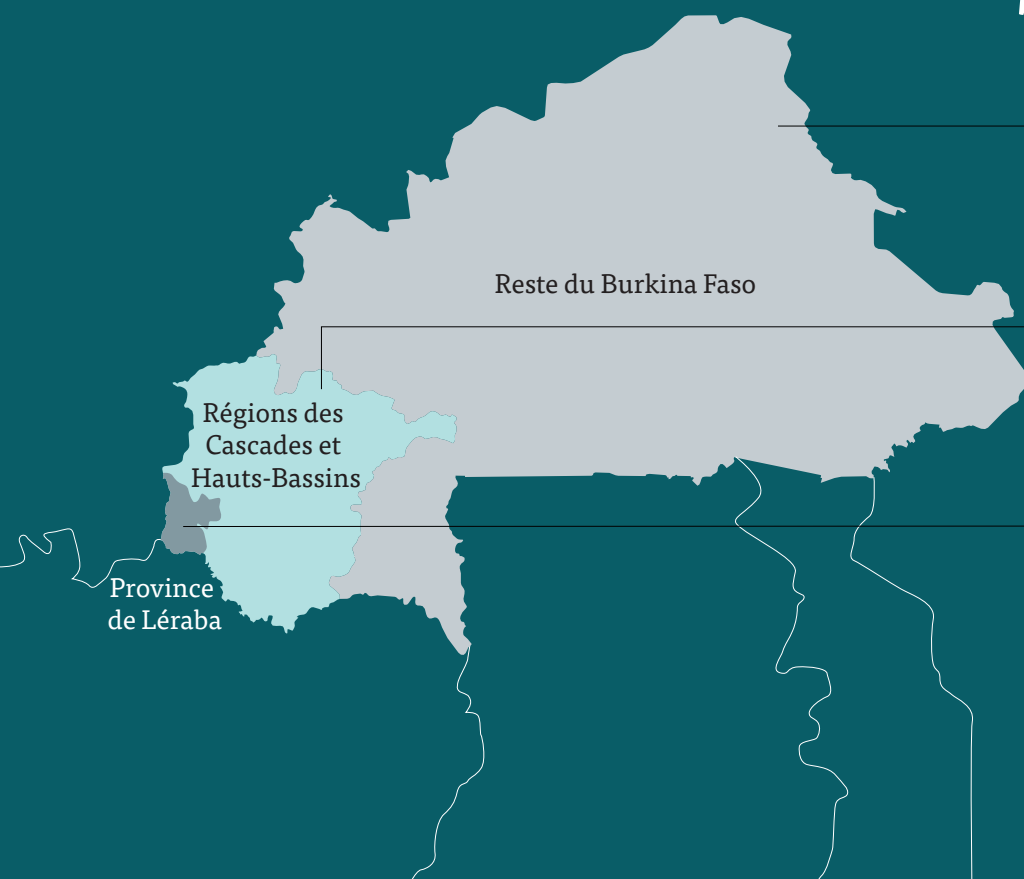 Reste du Burkina Faso
Régions des
Cascades et
Hauts-Bassins
Province
de Léraba